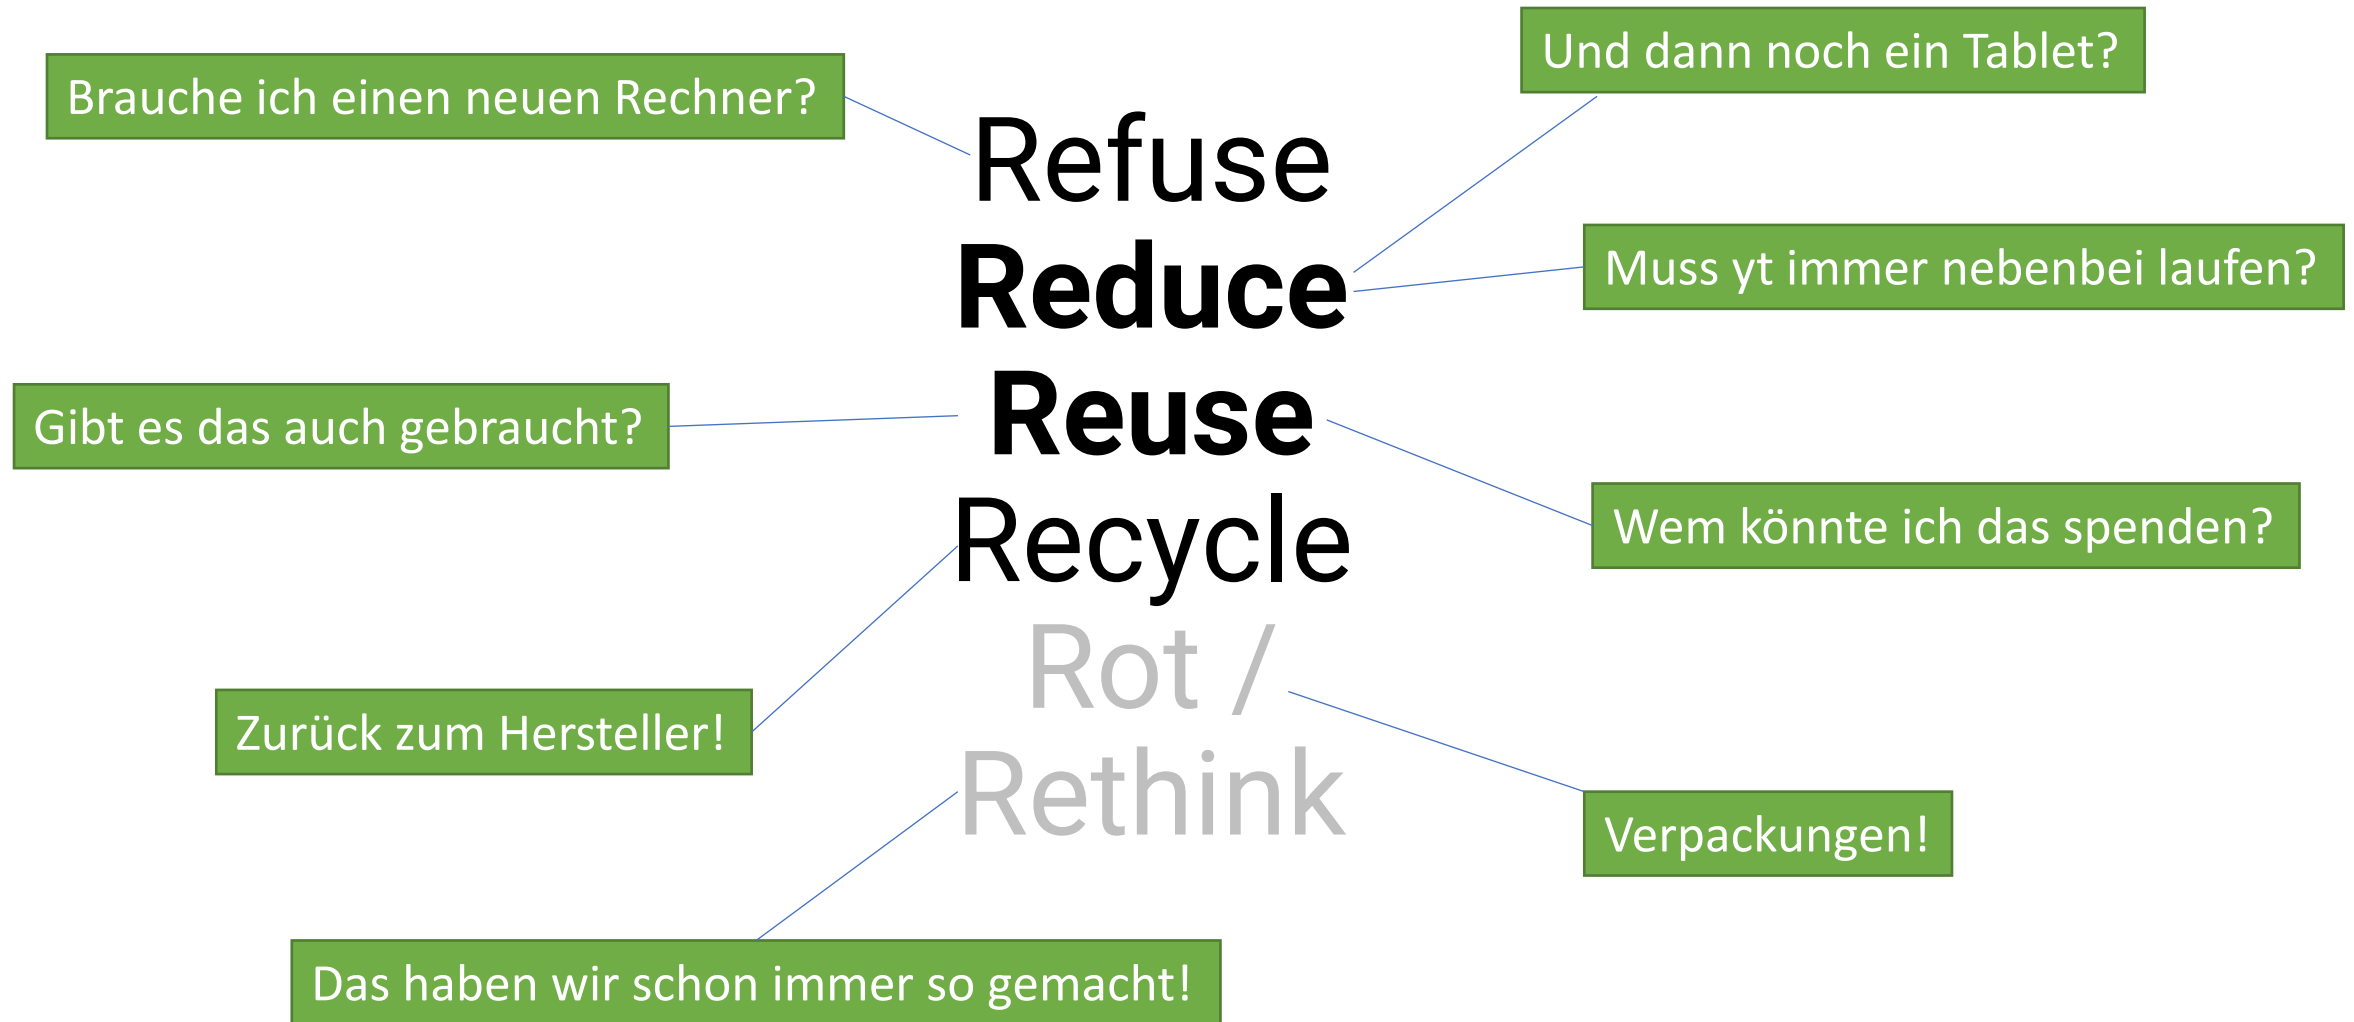 Und dann noch ein Tablet?
Brauche ich einen neuen Rechner?
Refuse
Reduce
Muss yt immer nebenbei laufen?
Reuse
Gibt es das auch gebraucht?
Wem könnte ich das spenden?
Recycle
Rot /
Zurück zum Hersteller!
Rethink
Verpackungen!
Das haben wir schon immer so gemacht!